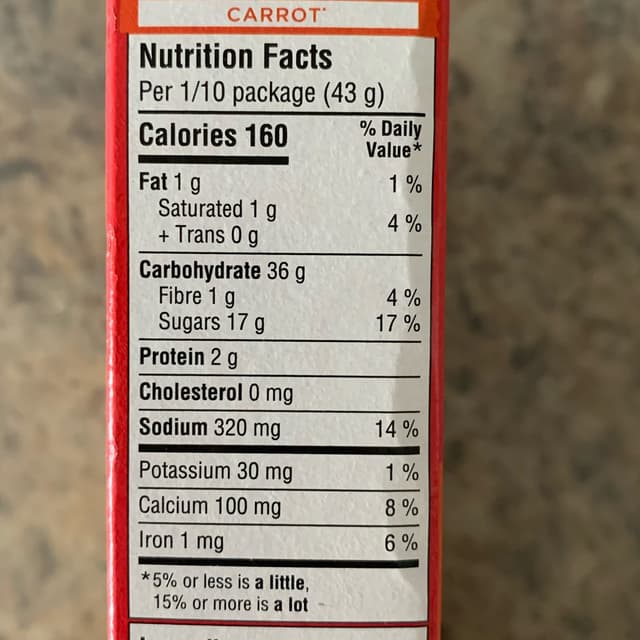 CARROT*
Nutrition Facts
Per 1/10 package (43 g)
Calories 160
% Daily
Value*
Fat 1 g 1 %
Saturated 1 g
+ Trans 0 g
4 %
Carbohydrate 36 g
Fibre 1 g 4 %
Sugars 17 g 17 %
Protein 2 g
Cholesterol 0 mg
Sodium 320 mg 14 %
Potassium 30 mg 1 %
Calcium 100 mg 8 %
Iron 1 mg 6 %
*5% or less is a little,
15% or more is a lot